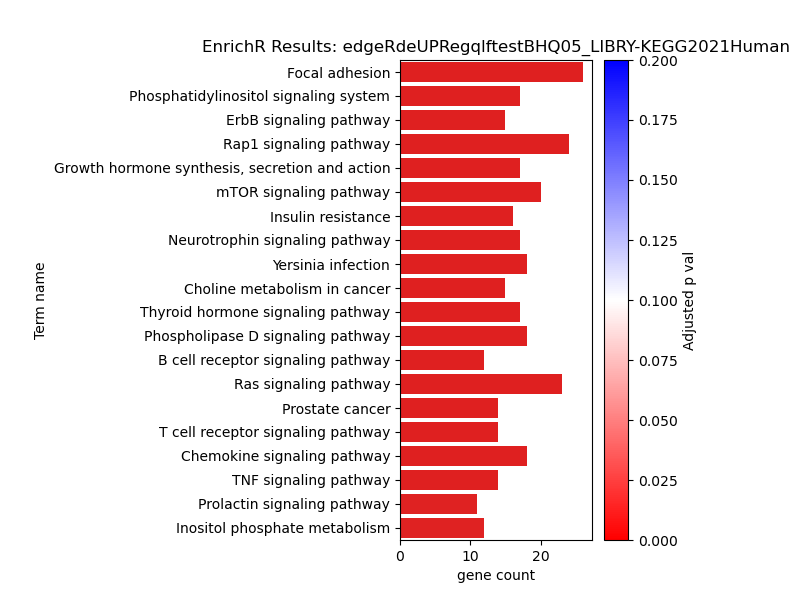 EnrichR Results: edgeRdeUPRegqlftestBHQ05_LIBRY-KEGG2021Human
Term name
Focal adhesion
Phosphatidylinositol signaling system
ErbB signaling pathway
Rap1 signaling pathway
Growth hormone synthesis, secretion and action
mTOR signaling pathway
Insulin resistance
Neurotrophin signaling pathway
Yersinia infection
Choline metabolism in cancer
Thyroid hormone signaling pathway
Phospholipase D signaling pathway
B cell receptor signaling pathway
Ras signaling pathway
Prostate cancer
T cell receptor signaling pathway
Chemokine signaling pathway
TNF signaling pathway
Prolactin signaling pathway
Inositol phosphate metabolism
0 10 20
gene count
0.200
0.175
0.150
0.125
0.100
0.075
0.050
0.025
0.000
Adjusted p val